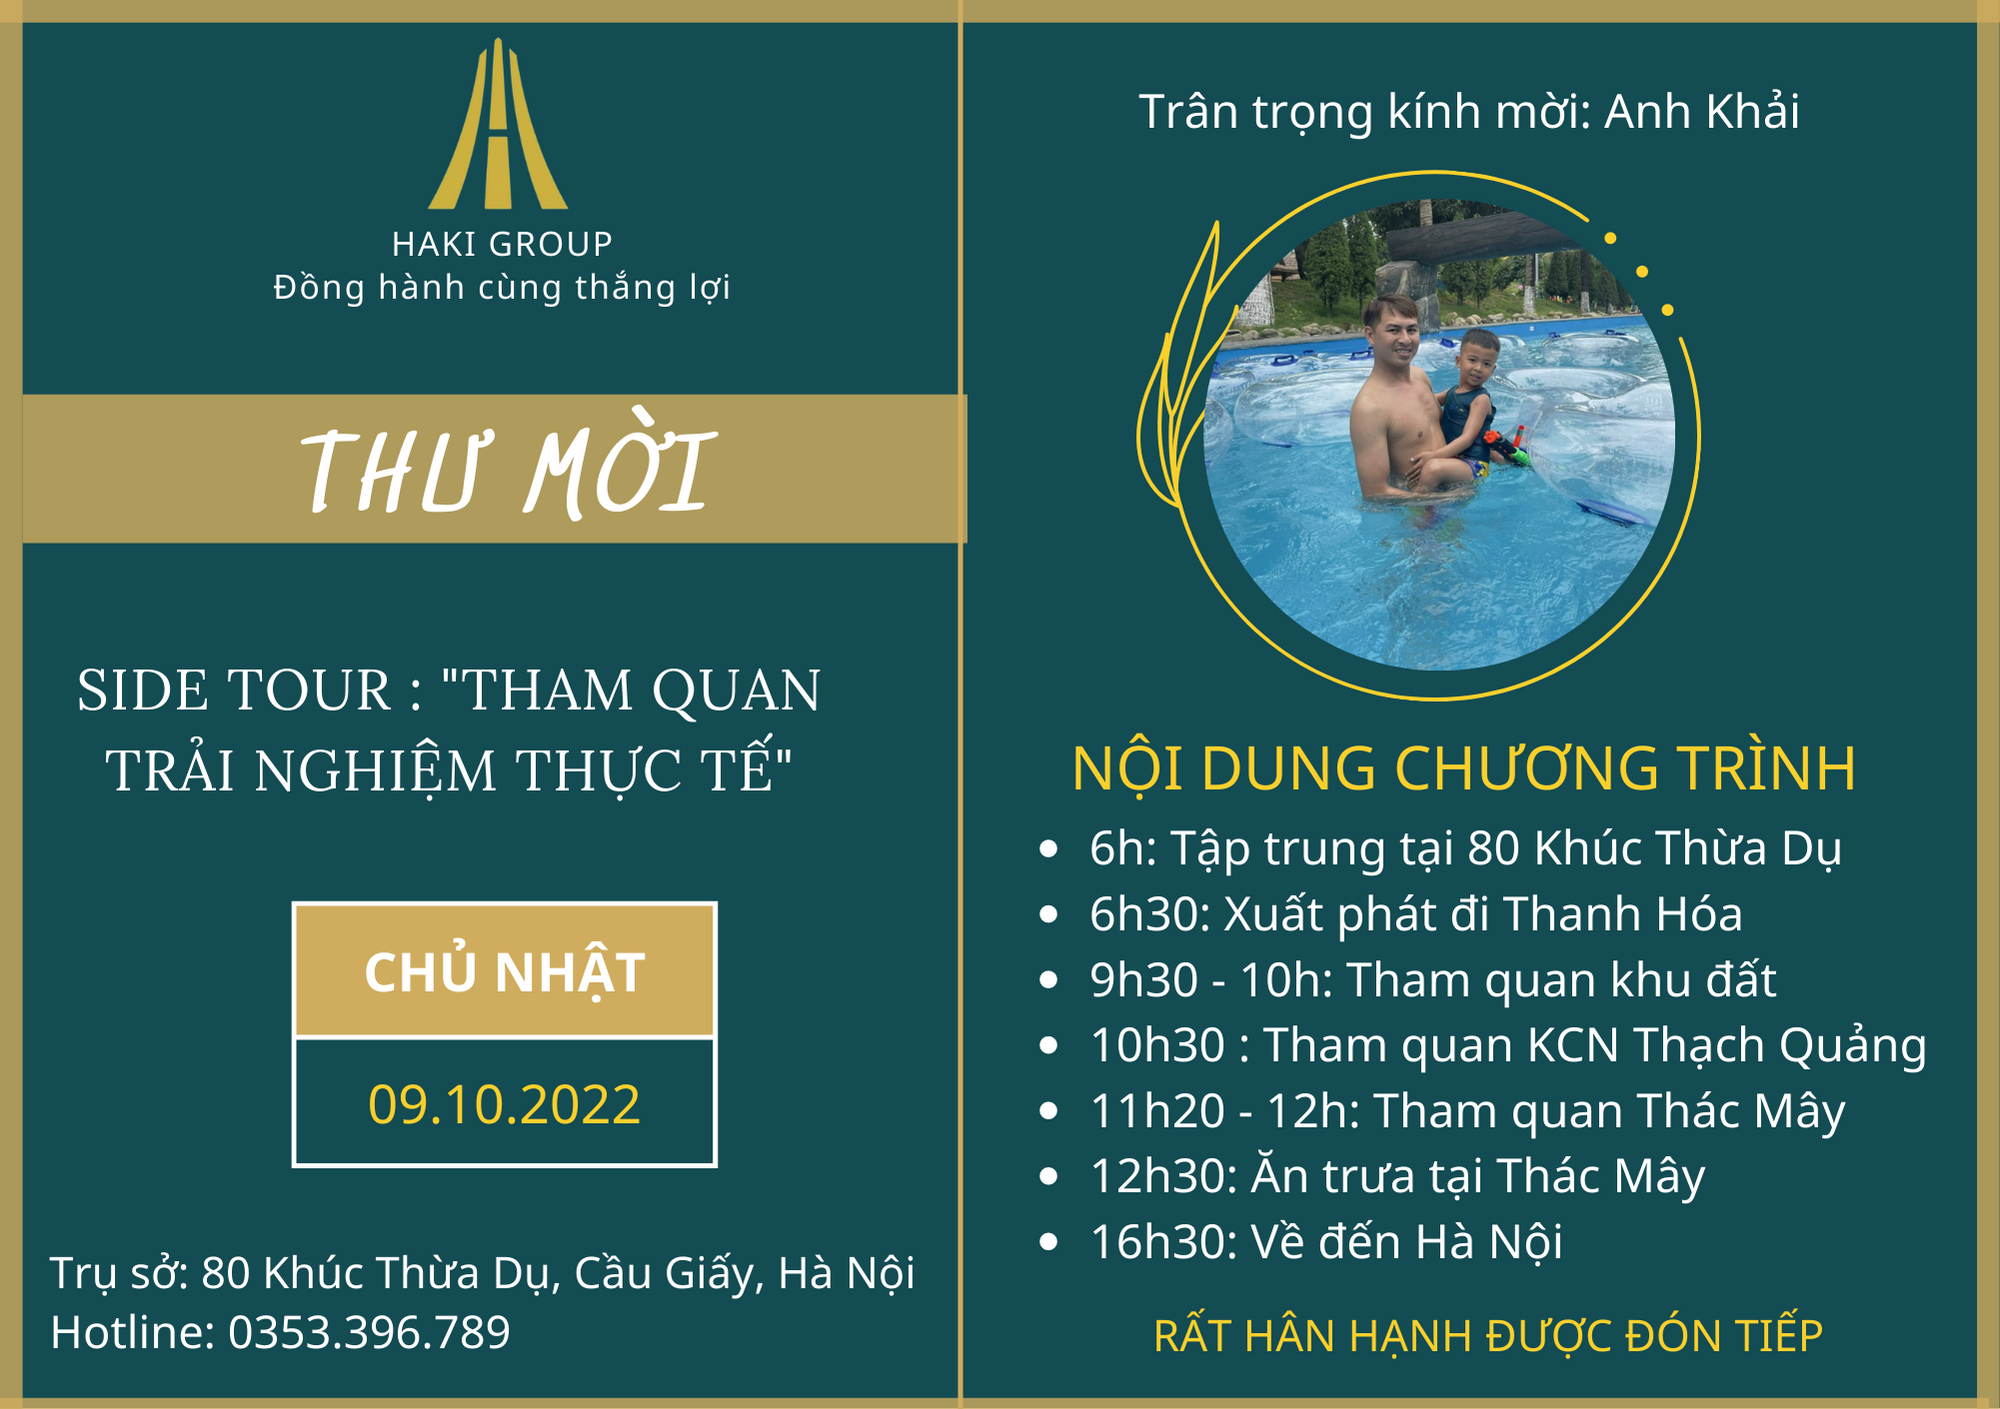 HAKI GROUP
Đồng hành cùng thắng lợi
THƯ MỜI
SIDE TOUR : "THAM QUAN
TRẢI NGHIỆM THỰC TẾ"
CHỦ NHẬT
09.10.2022
Trụ sở: 80 Khúc Thừa Dụ, Cầu Giấy, Hà Nội
Hotline: 0353.396.789
Trân trọng kính mời: Anh Khải
NỘI DUNG CHƯƠNG TRÌNH
• 6h: Tập trung tại 80 Khúc Thừa Dụ
• 6h30: Xuất phát đi Thanh Hóa
• 9h30 - 10h: Tham quan khu đất
• 10h30 : Tham quan KCN Thạch Quảng
• 11h20 - 12h: Tham quan Thác Mây
• 12h30: Ăn trưa tại Thác Mây
• 16h30: Về đến Hà Nội
RẤT HÂN HẠNH ĐƯỢC ĐÓN TIẾP